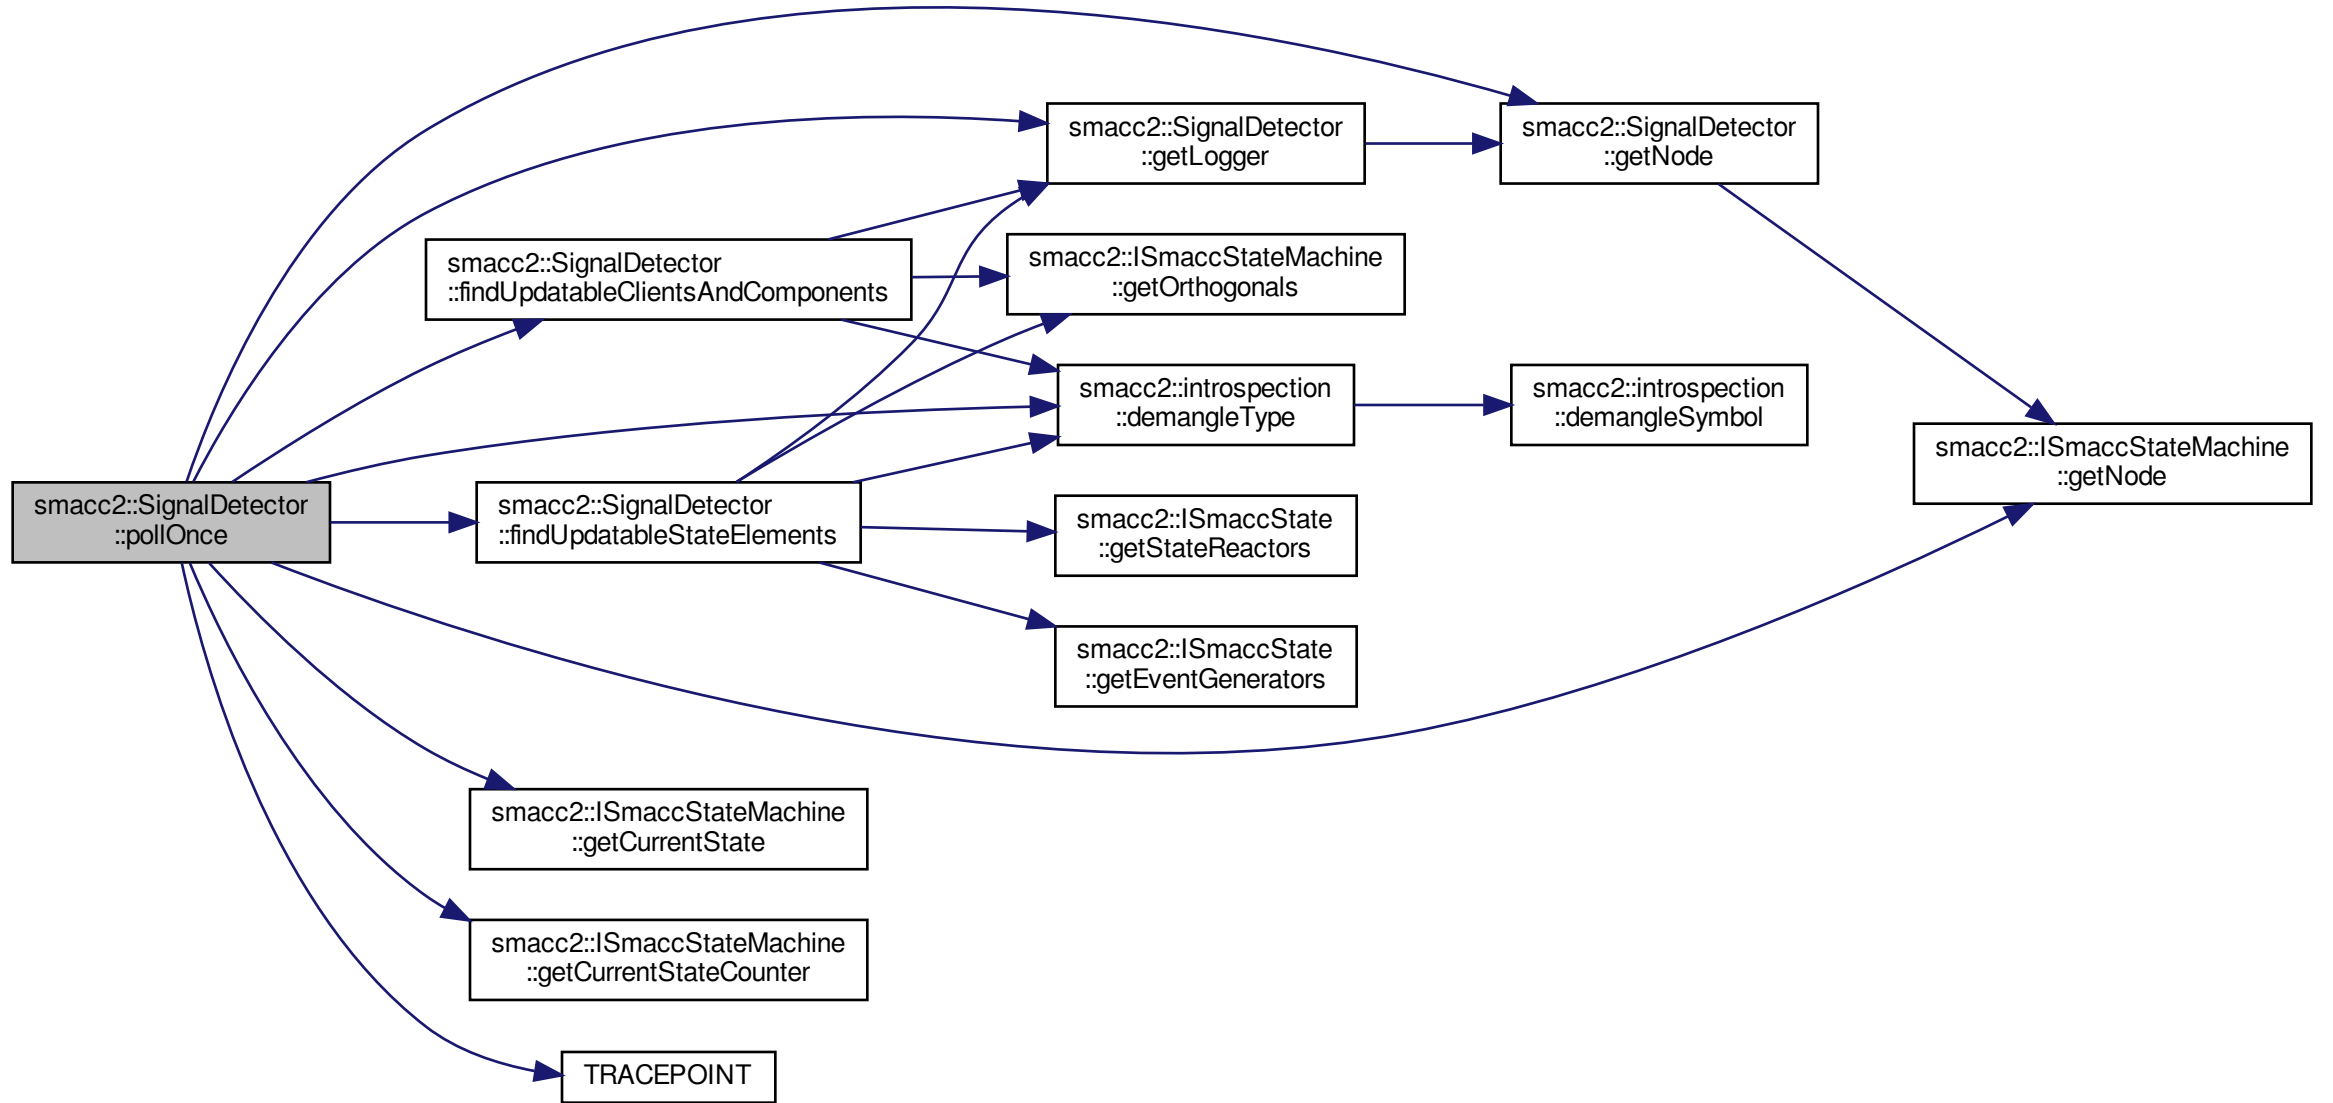 smacc2::SignalDetector
::getLogger
smacc2::SignalDetector
::getNode
smacc2::SignalDetector
::findUpdatableClientsAndComponents
smacc2::ISmaccStateMachine
::getOrthogonals
smacc2::introspection
::demangleType
smacc2::introspection
::demangleSymbol
smacc2::ISmaccStateMachine
::getNode
smacc2::SignalDetector
::pollOnce
smacc2::SignalDetector
::findUpdatableStateElements
smacc2::ISmaccState
::getStateReactors
smacc2::ISmaccState
::getEventGenerators
smacc2::ISmaccStateMachine
::getCurrentState
smacc2::ISmaccStateMachine
::getCurrentStateCounter
TRACEPOINT